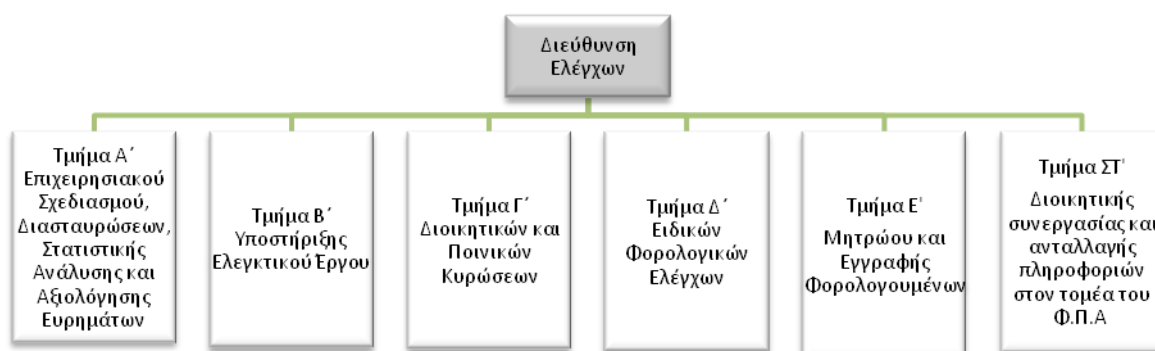 Διεύθυνση
Ελέγχων
Τμήμα Α΄
Επιχειρησιακού
Σχεδιασμού,
Διασταυρώσεων,
Στατιστικής
Ανάλυσης και
Αξιολόγησης
Ευρημάτων
Τμήμα Β΄
Υποστήριξης
Ελεγκτικού Έργου
Τμήμα Γ΄
Διοικητικών και
Ποινικών
Κυρώσεων
Τμήμα Δ΄
Ειδικών
Φορολογικών
Ελέγχων
Τμήμα Ε'
Μητρώου και
Εγγραφής
Φορολογουμένων
Τμήμα ΣΤ'
Διοικητικής
συνεργασίας και
ανταλλαγής
πληροφοριών
στον τομέα του
Φ.Π.Α